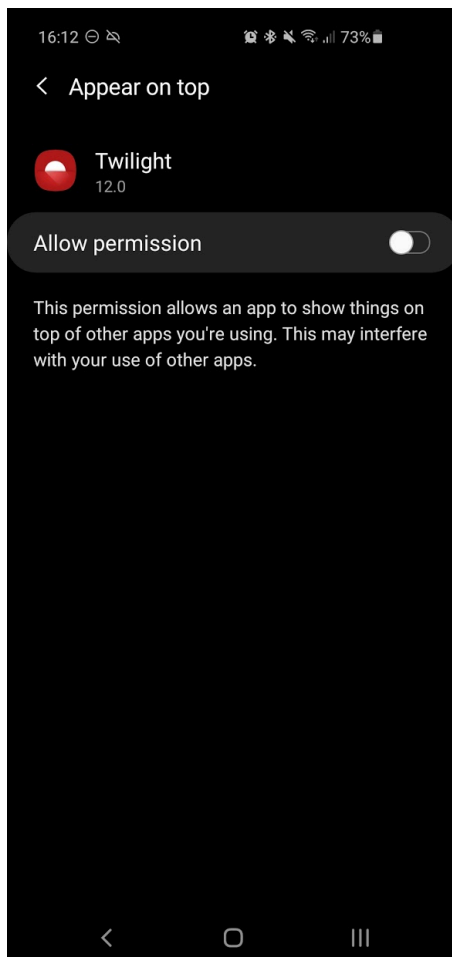 16:12 73%
Appear on top
Twilight
12.0
Allow permission
This permission allows an app to show things on
top of other apps you're using. This may interfere
with your use of other apps.